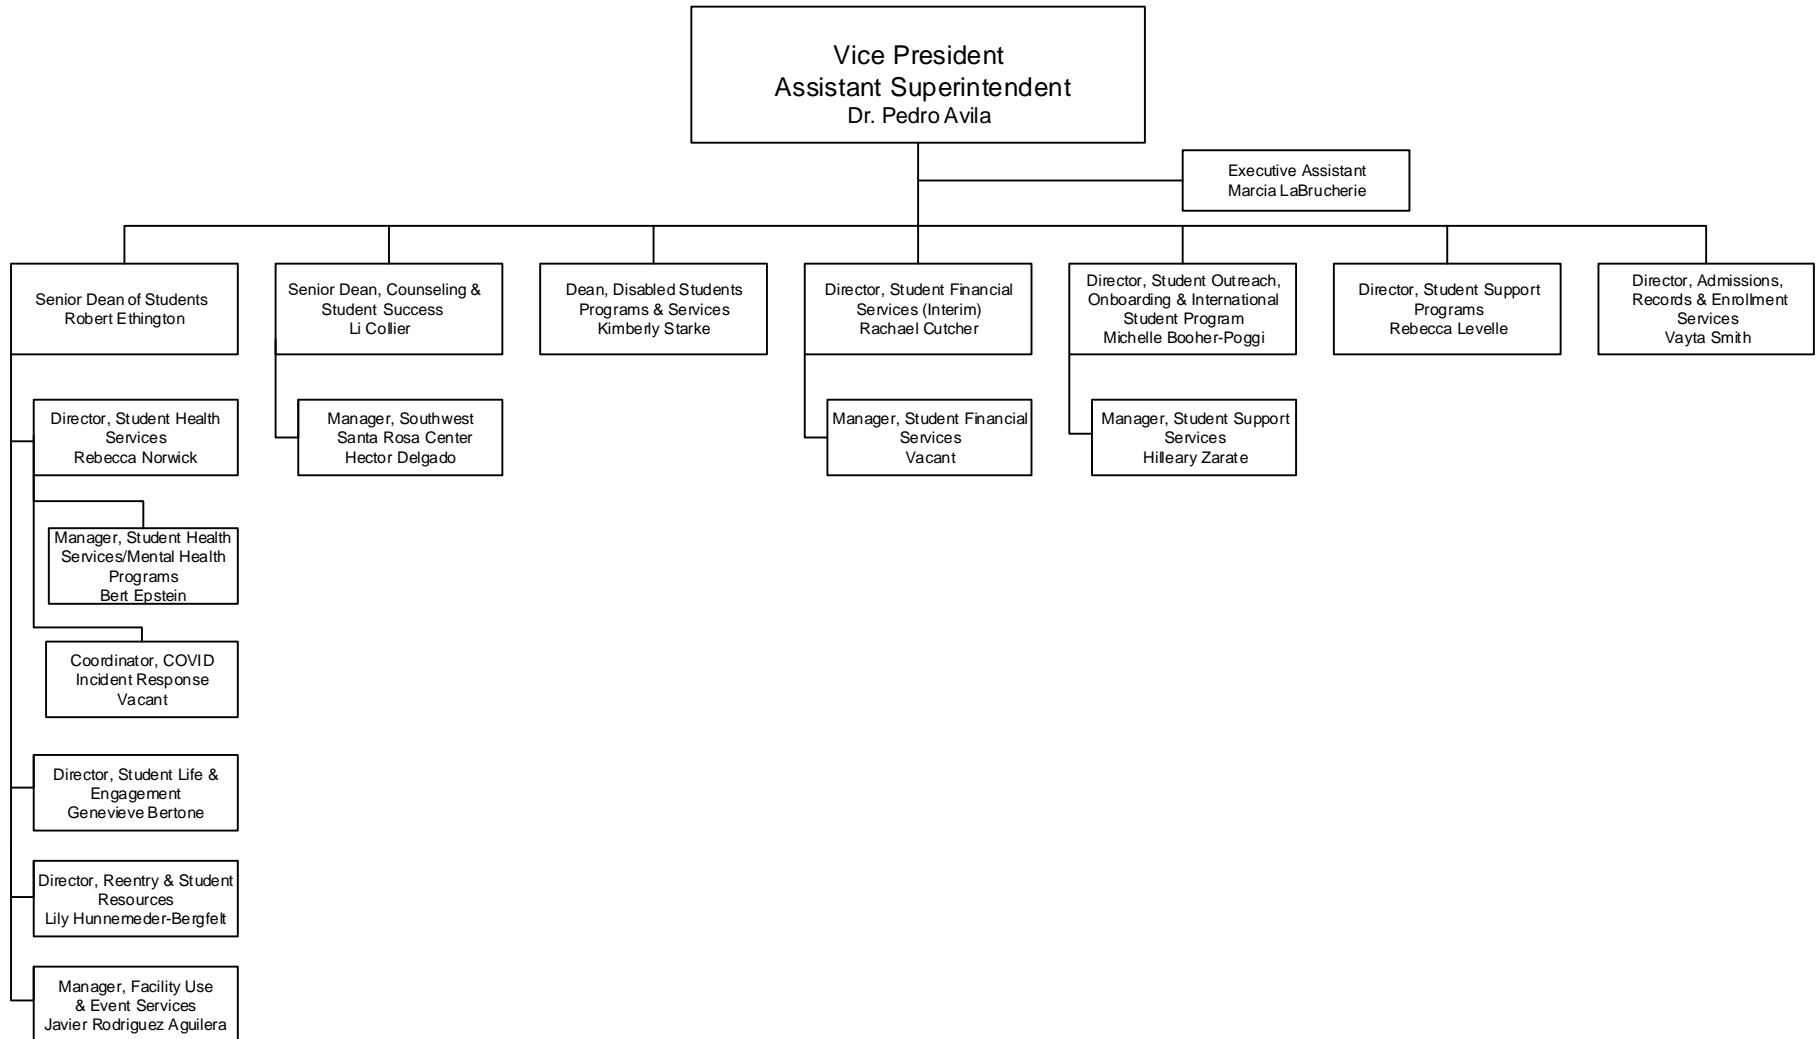 Vice President
Assistant Superintendent
Dr. Pedro Avila
Executive Assistant
Marcia LaBrucherie
Senior Dean of Students
Robert Ethington
Senior Dean, Counseling &
Student Success
Li Collier
Dean, Disabled Students
Programs & Services
Kimberly Starke
Director, Student Financial
Services (Interim)
Rachael Cutcher
Director, Student Outreach,
Onboarding & International
Student Program
Michelle Booher-Poggi
Director, Student Support
Programs
Rebecca Levelle
Director, Admissions,
Records & Enrollment
Services
Vayta Smith
Director, Student Health
Services
Rebecca Norwick
Manager, Southwest
Santa Rosa Center
Hector Delgado
Manager, Student Financial
Services
Vacant
Manager, Student Support
Services
Hilleary Zarate
Manager, Student Health
Services/Mental Health
Programs
Bert Epstein
Coordinator, COVID
Incident Response
Vacant
Director, Student Life &
Engagement
Genevieve Bertone
Director, Reentry & Student
Resources
Lily Hunnemeder-Bergfelt
Manager, Facility Use
& Event Services
Javier Rodriguez Aguilera